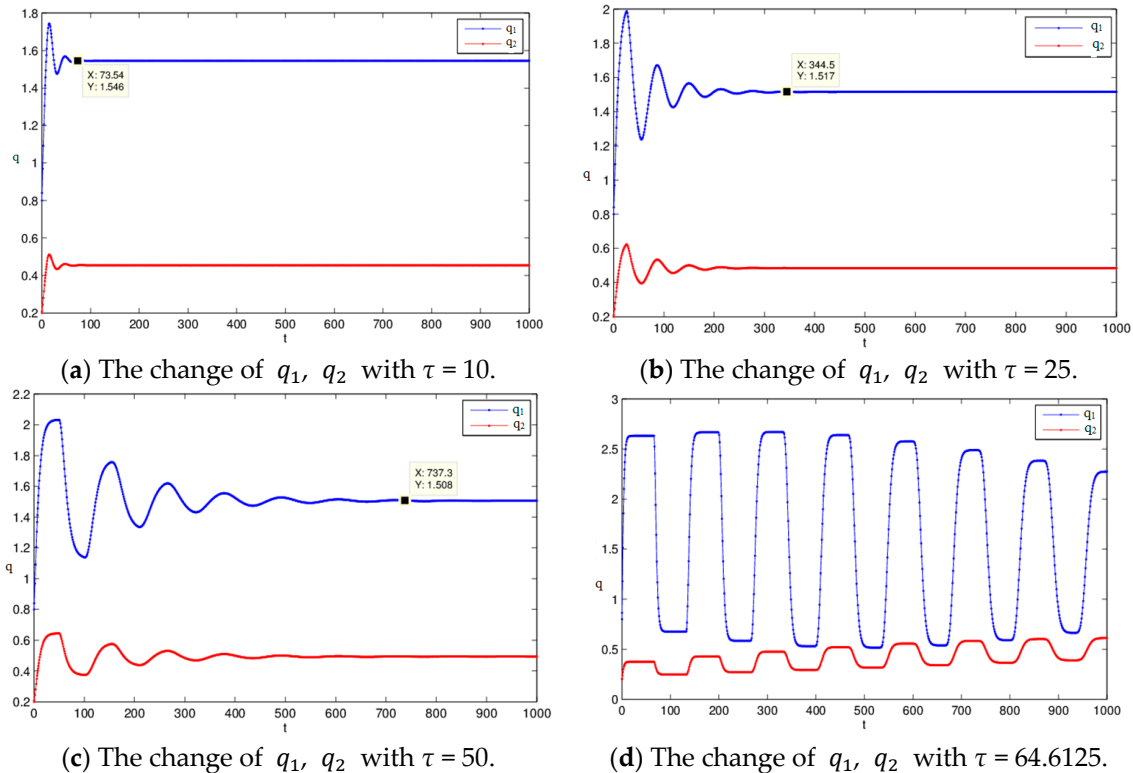 1.8
1.6
1.4
1.2
1
0.8
0.6
0.4
0.2
q
q₁
q₂
X: 73.54
Y: 1.546
0 100 200 300 400 500 600 700 800 900 1000
t
(a) The change of q₁, q₂ with τ = 10.
2
1.8
1.6
1.4
1.2
1
0.8
0.6
0.4
0.2
q
q₁
q₂
X: 344.5
Y: 1.517
0 100 200 300 400 500 600 700 800 900 1000
t
(b) The change of q₁, q₂ with τ = 25.
2.2
2
1.8
1.6
1.4
1.2
1
0.8
0.6
0.4
0.2
q
q₁
q₂
X: 737.3
Y: 1.508
0 100 200 300 400 500 600 700 800 900 1000
t
(c) The change of q₁, q₂ with τ = 50.
3
2.5
2
1.5
1
0.5
0
q
q₁
q₂
0 100 200 300 400 500 600 700 800 900 1000
t
(d) The change of q₁, q₂ with τ = 64.6125.